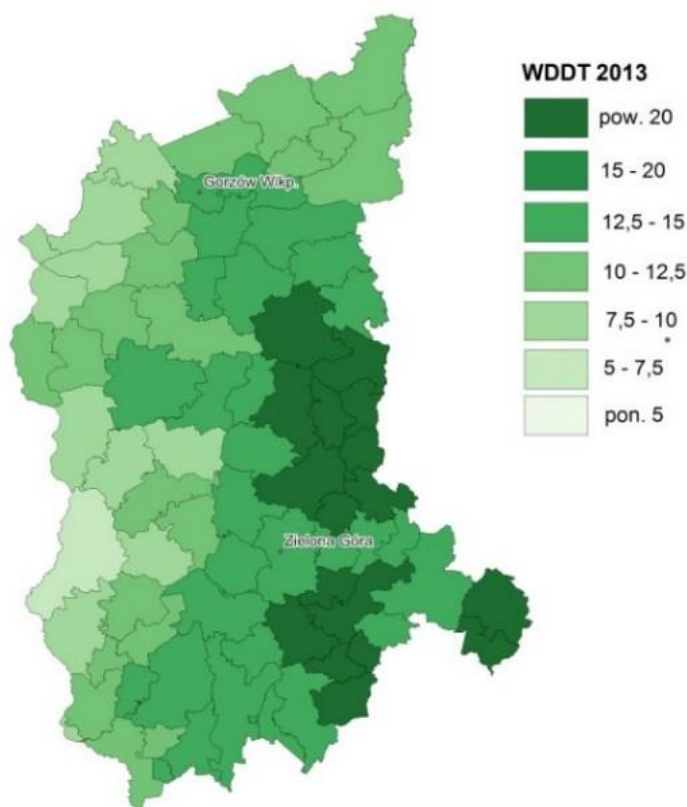 WDDT 2013
pow. 20
15 - 20
12,5 - 15
10 - 12,5
7,5 - 10
5 - 7,5
pon. 5
Gorzów Wlkp.
Zielona Góra